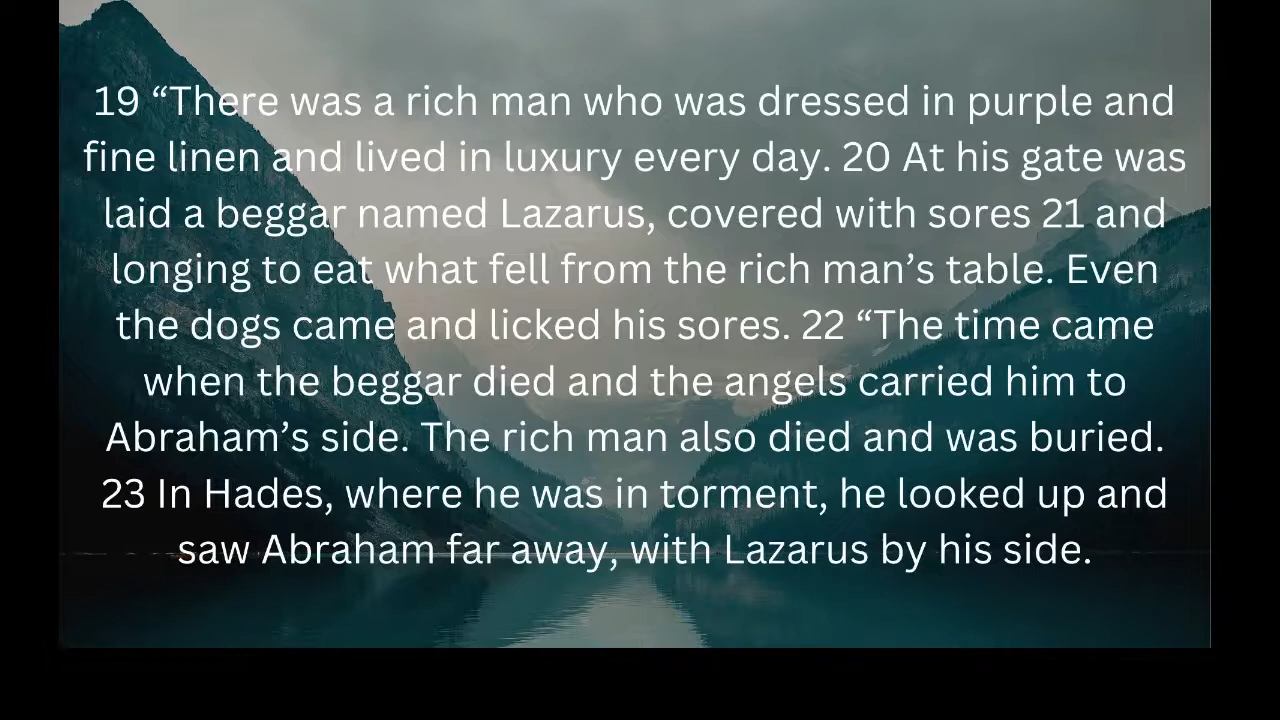 19 “There was a rich man who was dressed in purple and
fine linen and lived in luxury every day. 20 At his gate was
laid a beggar named Lazarus, covered with sores 21 and
longing to eat what fell from the rich man’s table. Even
the dogs came and licked his sores. 22 “The time came
when the beggar died and the angels carried him to
Abraham’s side. The rich man also died and was buried.
23 In Hades, where he was in torment, he looked up and
saw Abraham far away, with Lazarus by his side.